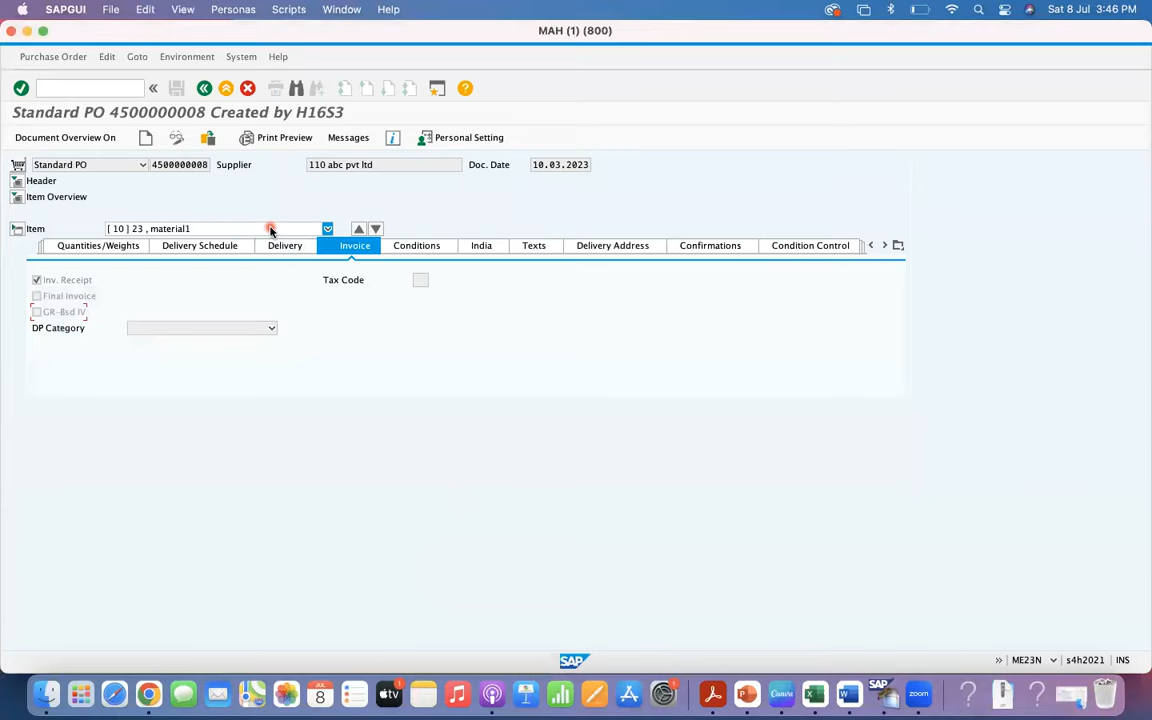 SAPGUI File Edit View Personas Scripts Window Help Sat 8 Jul 3:46 PM
MAH (1) (800)
Purchase Order Edit Goto Environment System Help
Standard PO 4500000008 Created by H16S3
Document Overview On Print Preview Messages Personal Setting
Standard PO 4500000008 Supplier 110 abc pvt ltd Doc. Date 10.03.2023
Header
Item Overview
Item [ 10 ] 23 , material1
Quantities/Weights Delivery Schedule Delivery Invoice Conditions India Texts Delivery Address Confirmations Condition Control
Inv. Receipt Tax Code
Final Invoice
GR-Bsd IV
DP Category
SAP ME23N s4h2021 INS
JUL
8
tv
zoom